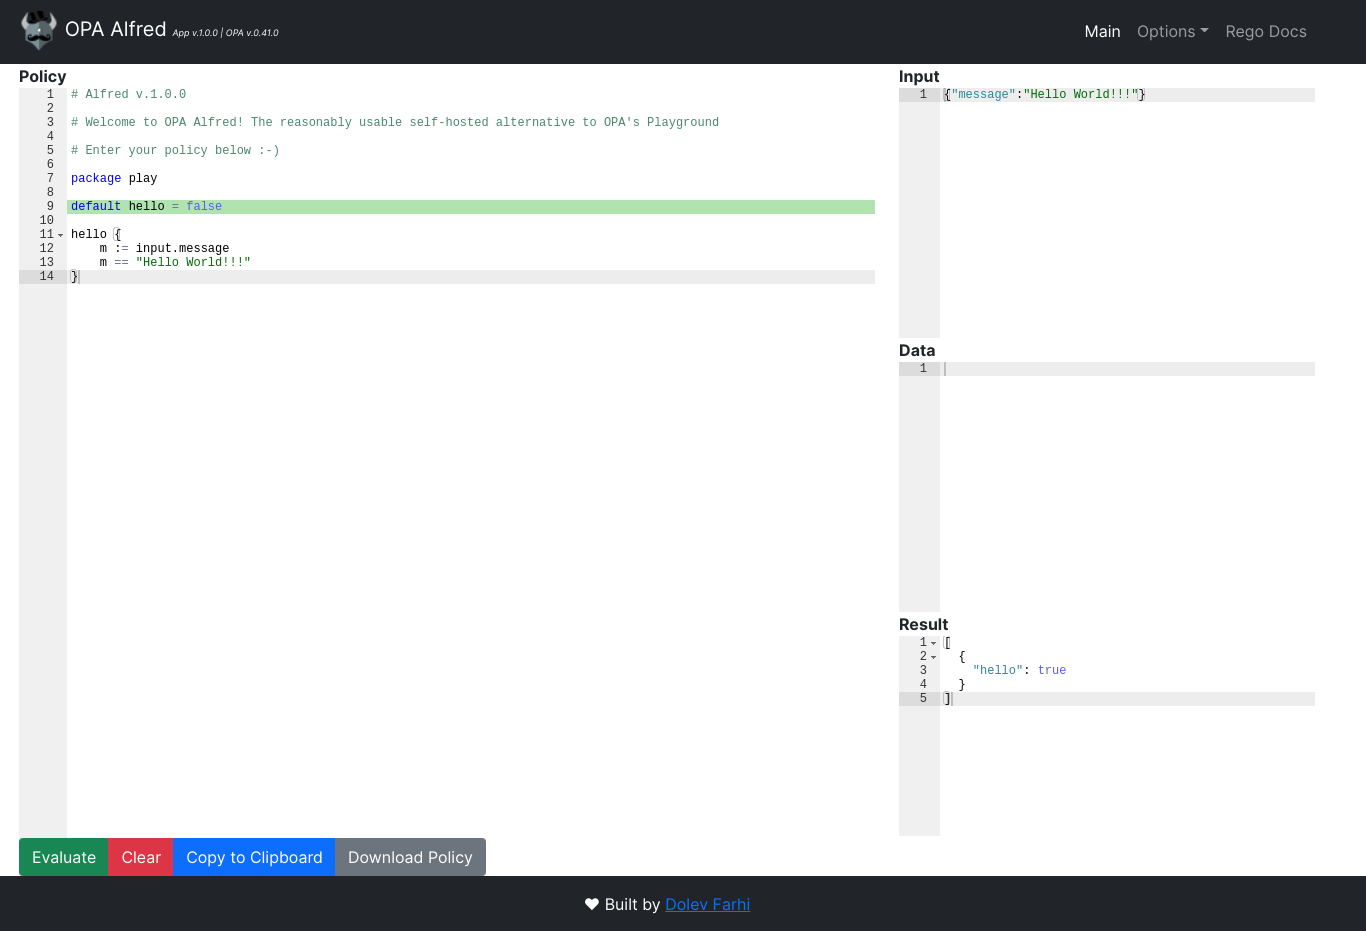 OPA Alfred App v.1.0.0 | OPA v.0.41.0
Main Options Rego Docs
Policy
1 # Alfred v.1.0.0
2
3 # Welcome to OPA Alfred! The reasonably usable self-hosted alternative to OPA's Playground
4
5 # Enter your policy below :-)
6
7 package play
8
9 default hello = false
10
11 hello {
12     m := input.message
13     m == "Hello World!!!"
14 }
Input
1 {"message":"Hello World!!!"}
Data
1
Result
1 [
2   {
3     "hello": true
4   }
5 ]
Evaluate Clear Copy to Clipboard Download Policy
❤ Built by Dolev Farhi